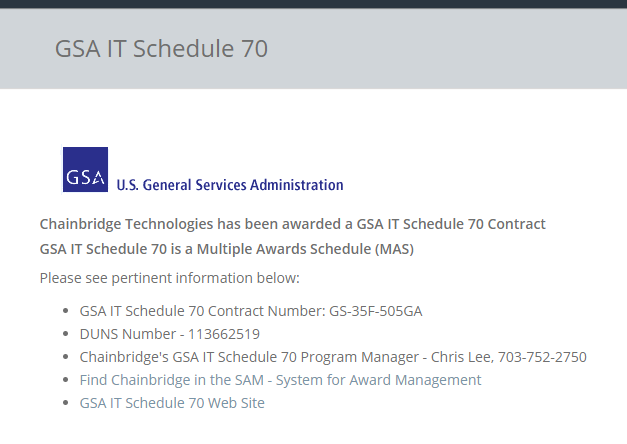 GSA IT Schedule 70
GSA
U.S. General Services Administration
Chainbridge Technologies has been awarded a GSA IT Schedule 70 Contract
GSA IT Schedule 70 is a Multiple Awards Schedule (MAS)
Please see pertinent information below:
GSA IT Schedule 70 Contract Number: GS-35F-505GA
DUNS Number - 113662519
Chainbridge's GSA IT Schedule 70 Program Manager - Chris Lee, 703-752-2750
Find Chainbridge in the SAM - System for Award Management
GSA IT Schedule 70 Web Site